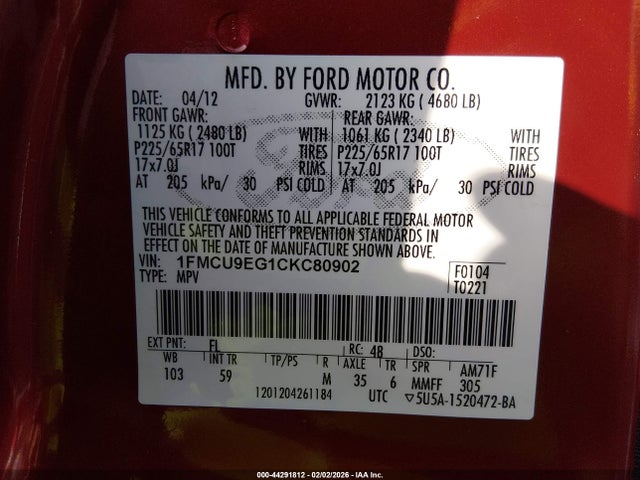 MFD. BY FORD MOTOR CO.
DATE: 04/12 GVWR: 2123 KG ( 4680 LB)
FRONT GAWR: REAR GAWR:
1125 KG ( 2480 LB) WITH 1061 KG ( 2340 LB) WITH
P225/65R17 100T TIRES P225/65R17 100T TIRES
17x7.0J RIMS 17x7.0J RIMS
AT 205 kPa/ 30 PSI COLD AT 205 kPa/ 30 PSI COLD
THIS VEHICLE CONFORMS TO ALL APPLICABLE FEDERAL MOTOR
VEHICLE SAFETY AND THEFT PREVENTION STANDARDS IN
EFFECT ON THE DATE OF MANUFACTURE SHOWN ABOVE.
VIN: 1FMCU9EG1CKC80902 F0104
TYPE: MPV T0221
EXT PNT: FL RC: 48 DSO:
WB INT TR TP/PS R AXLE TR SPR AM71F
103 59 M 35 6 MMFF 305
1201204261184 UTC ▽5U5A-1520472-BA
000-44291812 - 02/02/2026 - IAA Inc.